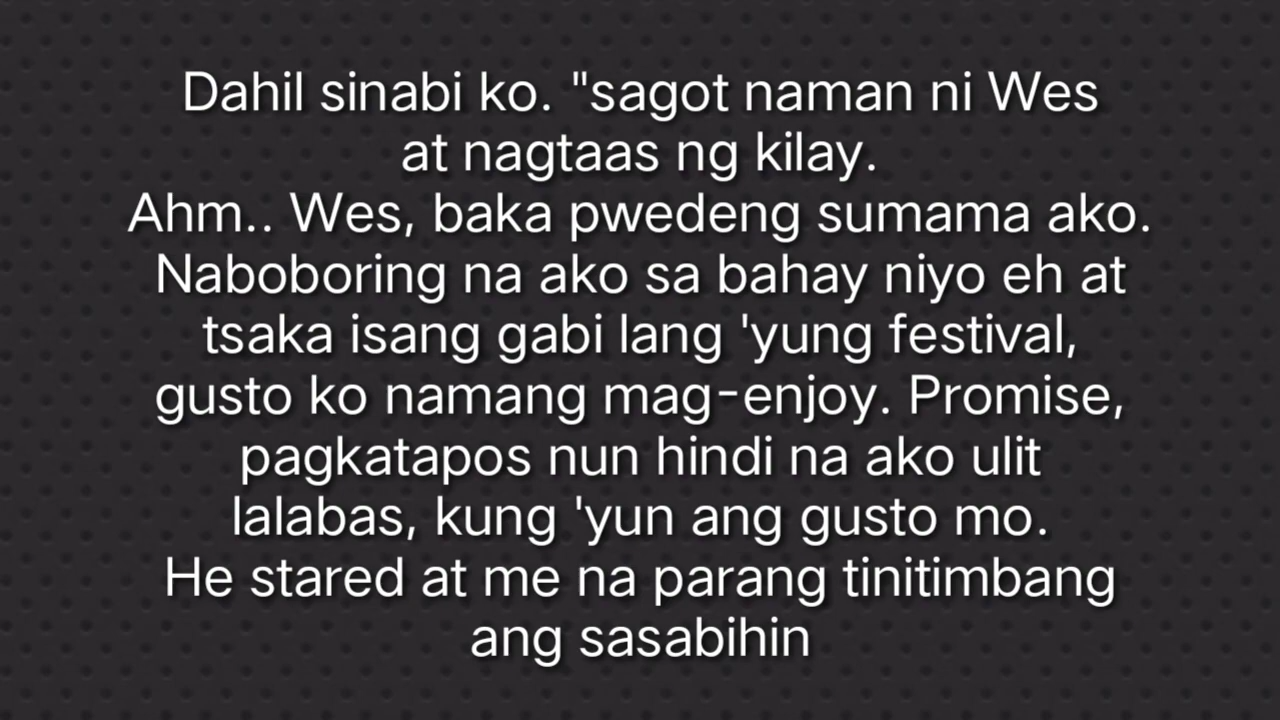 Dahil sinabi ko. "sagot naman ni Wes
at nagtaas ng kilay.
Ahm.. Wes, baka pwedeng sumama ako.
Naboboring na ako sa bahay niyo eh at
tsaka isang gabi lang 'yung festival,
gusto ko namang mag-enjoy. Promise,
pagkatapos nun hindi na ako ulit
lalabas, kung 'yun ang gusto mo.
He stared at me na parang tinitimbang
ang sasabihin